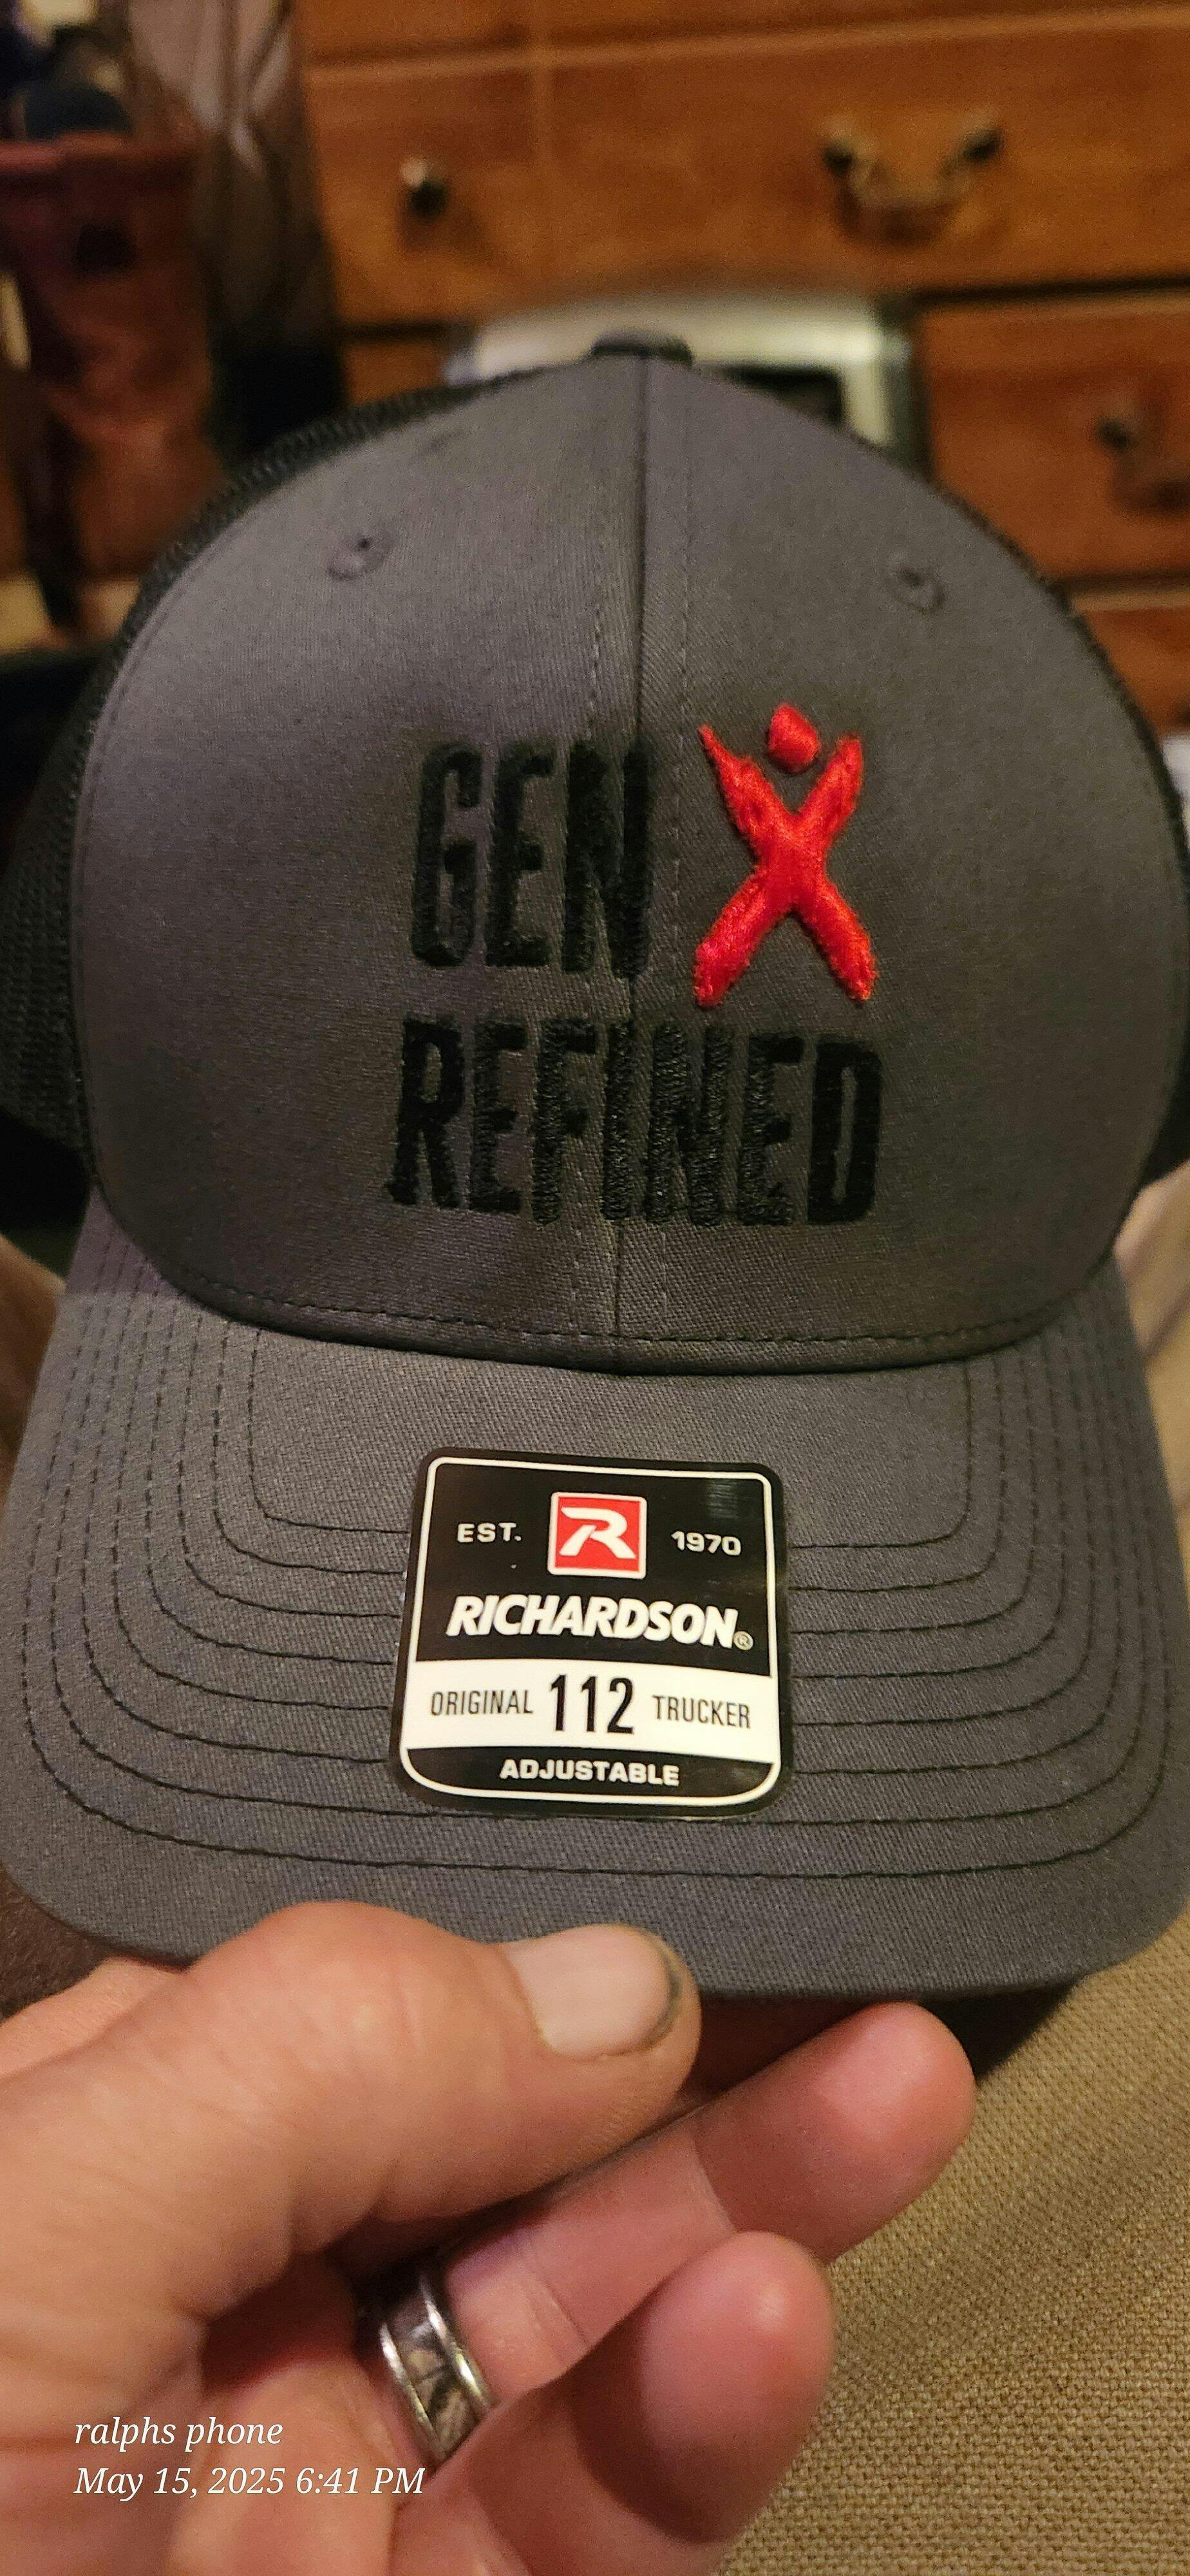 GEN X
REFINED
EST. R 1970
RICHARDSON®
ORIGINAL 112 TRUCKER
ADJUSTABLE
ralphs phone
May 15, 2025 6:41 PM